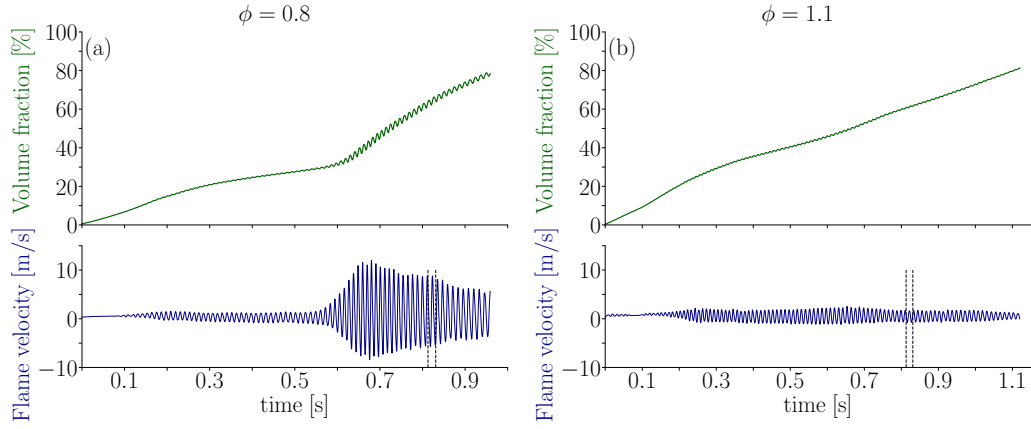 ϕ = 0.8
ϕ = 1.1
(a)
Volume fraction [%]
100
80
60
40
20
0
(b)
Volume fraction [%]
100
80
60
40
20
0
Flame velocity [m/s]
10
0
−10
0.1 0.3 0.5 0.7 0.9
time [s]
Flame velocity [m/s]
10
0
−10
0.1 0.3 0.5 0.7 0.9 1.1
time [s]